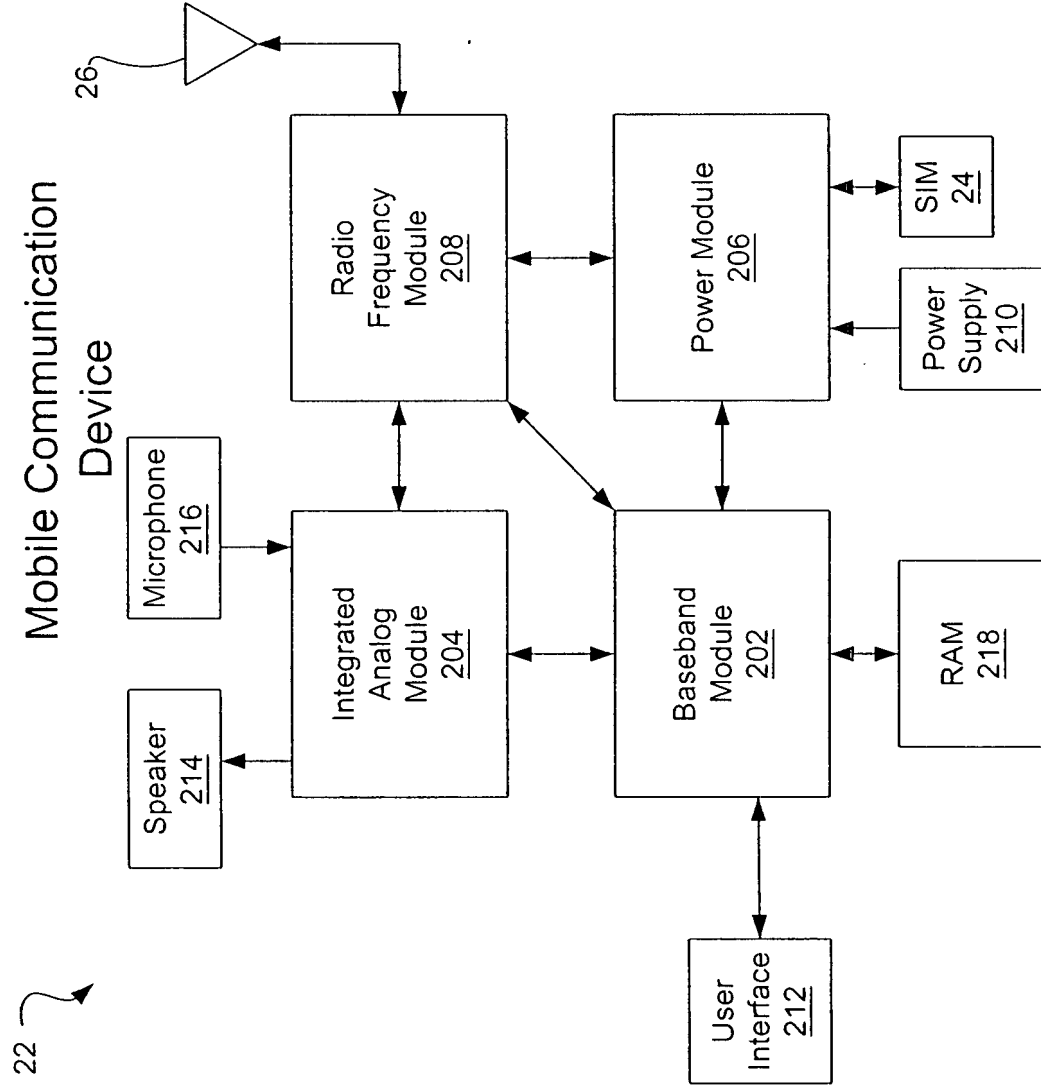 22
Mobile Communication
Device
26
Speaker
214
Microphone
216
Integrated
Analog
Module
204
Radio
Frequency
Module
208
User
Interface
212
Baseband
Module
202
Power Module
206
RAM
218
Power
Supply
210
SIM
24